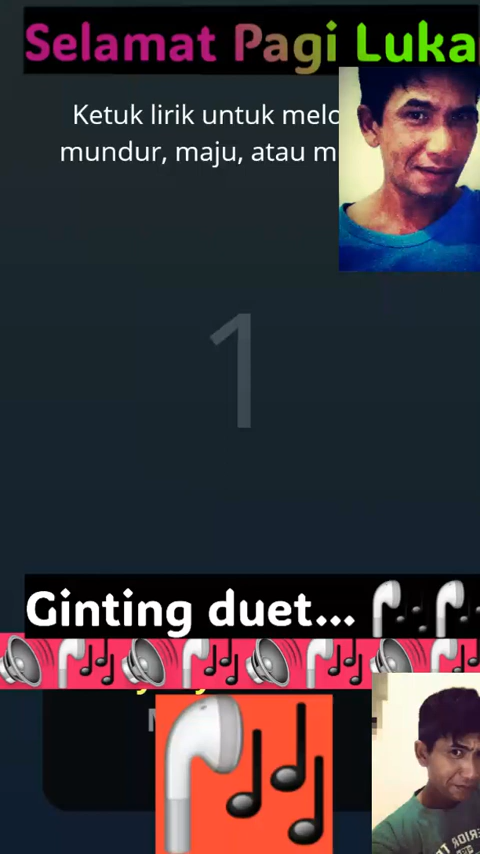 Selamat Pagi Luka
Ketuk lirik untuk melo
mundur, maju, atau m
1
Ginting duet...